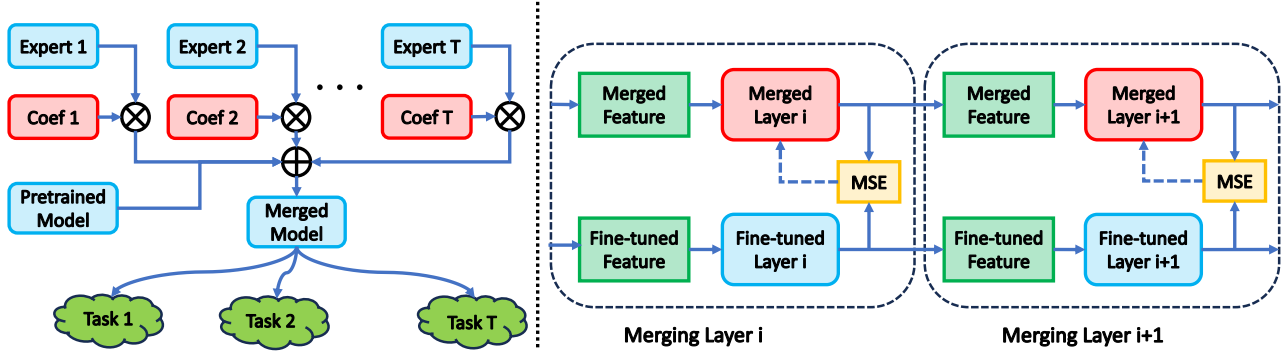 Expert 1
Expert 2
Expert T
. . .
Coef 1
Coef 2
Coef T
Pretrained
Model
Merged
Model
Task 1
Task 2
Task T
Merged
Feature
Merged
Layer i
MSE
Fine-tuned
Feature
Fine-tuned
Layer i
Merging Layer i
Merged
Feature
Merged
Layer i+1
MSE
Fine-tuned
Feature
Fine-tuned
Layer i+1
Merging Layer i+1